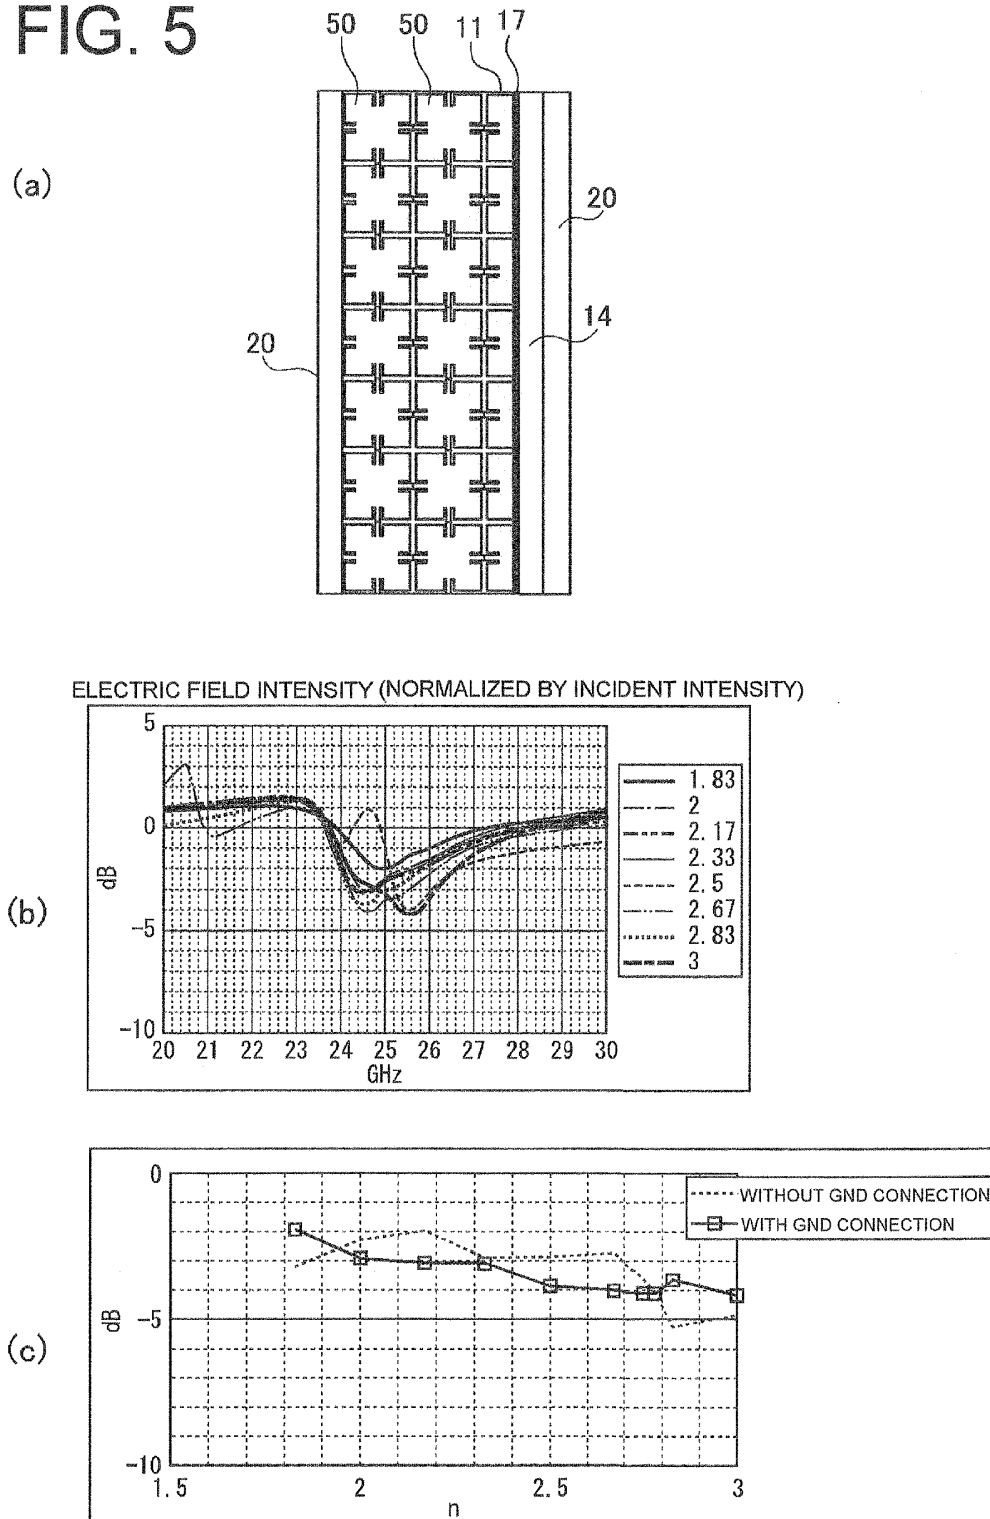 FIG. 5
50 50 11 17
(a)
20
20
14
ELECTRIC FIELD INTENSITY (NORMALIZED BY INCIDENT INTENSITY)
(b)
dB
5
0
-5
-10
20 21 22 23 24 25 26 27 28 29 30
GHz
1.83
2
2.17
2.33
2.5
2.67
2.83
3
(c)
dB
0
-5
-10
1.5 2 2.5 3
n
WITHOUT GND CONNECTION
WITH GND CONNECTION